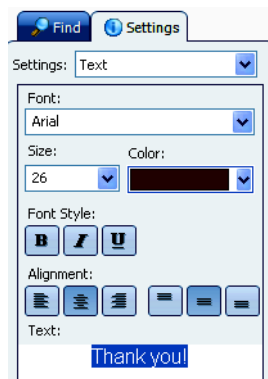 Find Settings
Settings: Text
Font:
Arial
Size: Color:
26
Font Style:
B I U
Alignment:
Text:
Thank you!